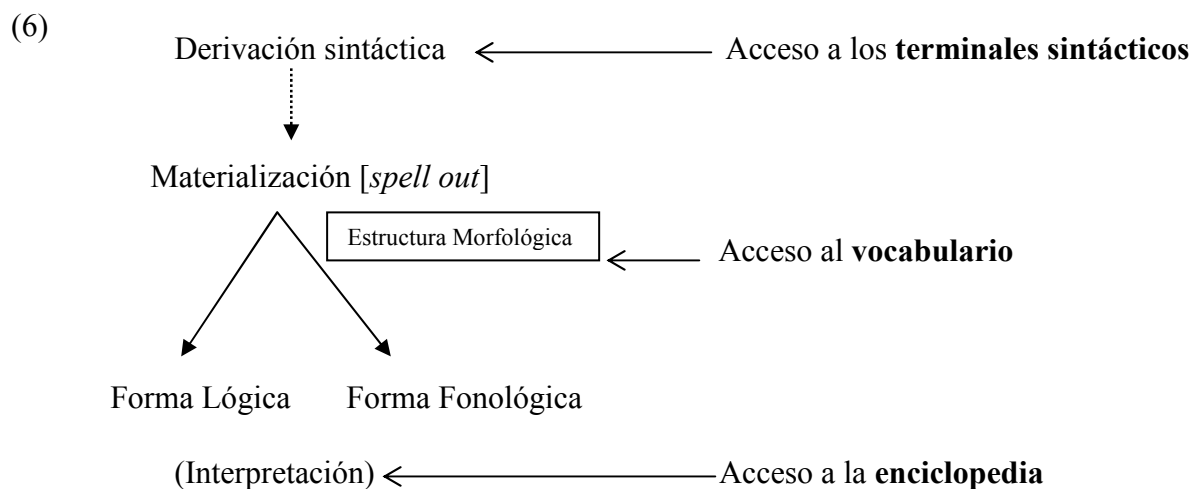 (6)
Derivación sintáctica Acceso a los terminales sintácticos
Materialización [spell out]
Estructura Morfológica
Acceso al vocabulario
Forma Lógica Forma Fonológica
(Interpretación) Acceso a la enciclopedia